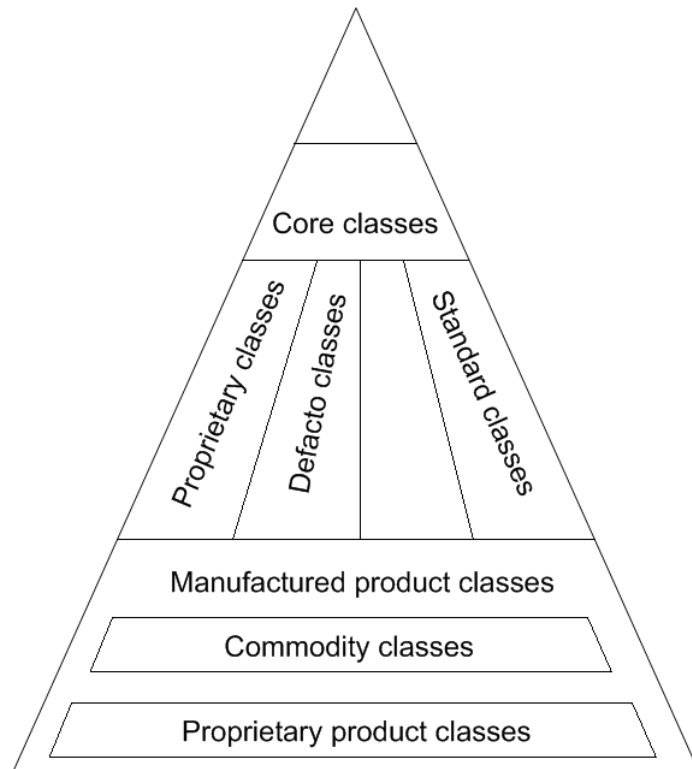 Core classes
Proprietary classes
Defacto classes
Standard classes
Manufactured product classes
Commodity classes
Proprietary product classes